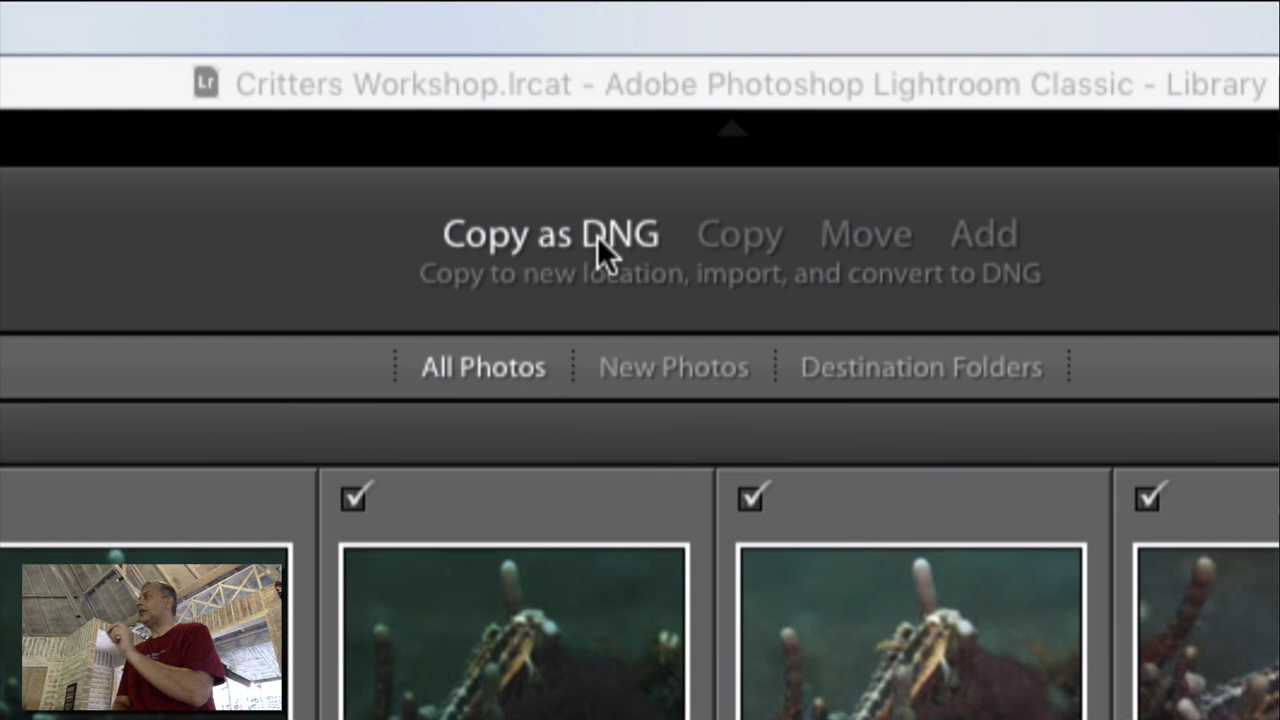 Lr Critters Workshop.lrcat - Adobe Photoshop Lightroom Classic - Library
Copy as DNG Copy Move Add
Copy to new location, import, and convert to DNG
All Photos New Photos Destination Folders